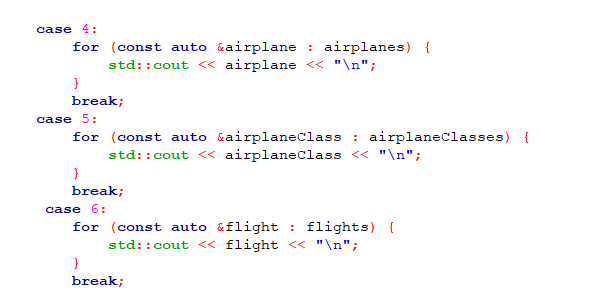 case 4:
    for (const auto &airplane : airplanes) {
        std::cout << airplane << "\n";
    }
    break;
case 5:
    for (const auto &airplaneClass : airplaneClasses) {
        std::cout << airplaneClass << "\n";
    }
    break;
 case 6:
    for (const auto &flight : flights) {
        std::cout << flight << "\n";
    }
    break;